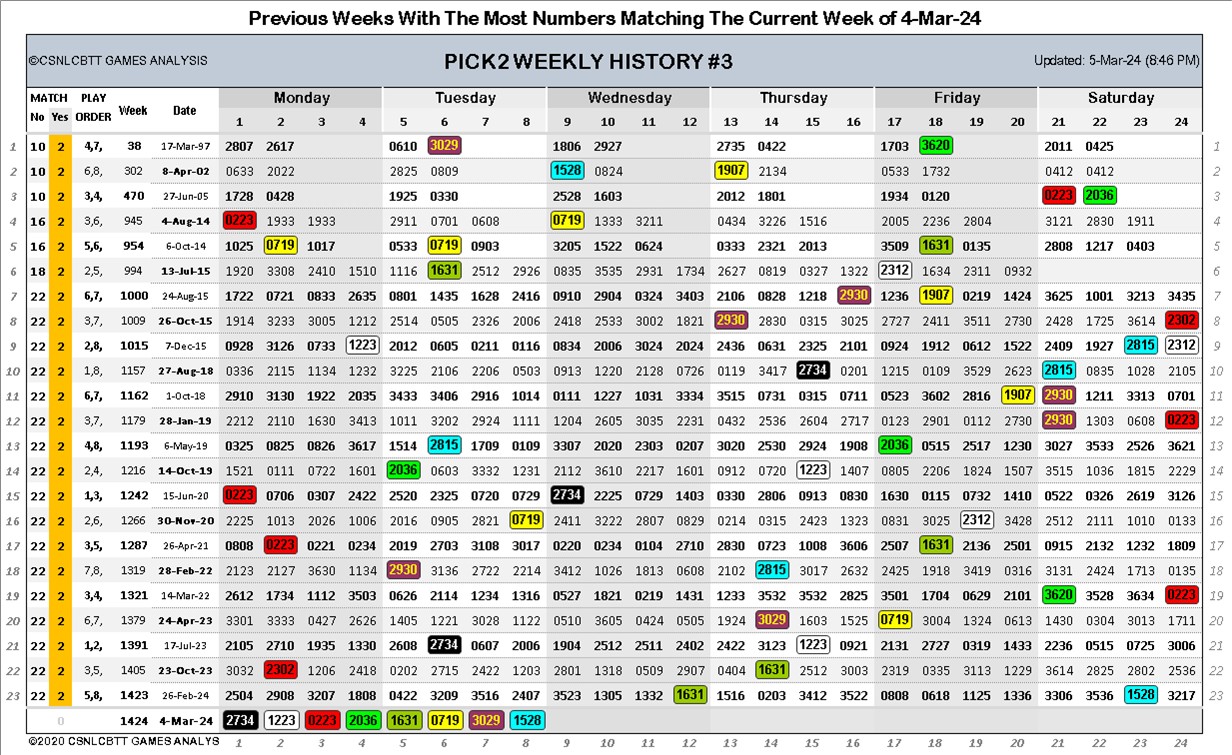 Previous Weeks With The Most Numbers Matching The Current Week of 4-Mar-24
©CSNLCBTT GAMES ANALYSIS PICK2 WEEKLY HISTORY #3 Updated: 5-Mar-24 (8:46 PM)
MATCH PLAY Week Date Monday Tuesday Wednesday Thursday Friday Saturday
No Yes ORDER 1 2 3 4 5 6 7 8 9 10 11 12 13 14 15 16 17 18 19 20 21 22 23 24
1 10 2 4,7, 38 17-Mar-97 2807 2617 0610 3029 1806 2927 2735 0422 1703 3620 2011 0425 1
2 10 2 6,8, 302 8-Apr-02 0633 2022 2825 0809 1528 0824 1907 2134 0533 1732 0412 0412 2
3 10 2 3,4, 470 27-Jun-05 1728 0428 1925 0330 2528 1603 2012 1801 1934 0120 0223 2036 3
4 16 2 3,6, 945 4-Aug-14 0223 1933 1933 2911 0701 0608 0719 1333 3211 0434 3226 1516 2005 2236 2804 3121 2830 1911 4
5 16 2 5,6, 954 6-Oct-14 1025 0719 1017 0533 0719 0903 3205 1522 0624 0333 2321 2013 3509 1631 0135 2808 1217 0403 5
6 18 2 2,5, 994 13-Jul-15 1920 3308 2410 1510 1116 1631 2512 2926 0835 3535 2931 1734 2627 0819 0327 1322 2312 1634 2311 0932 6
7 22 2 6,7, 1000 24-Aug-15 1722 0721 0833 2635 0801 1435 1628 2416 0910 2904 0324 3403 2106 0828 1218 2930 1236 1907 0219 1424 3625 1001 3213 3435 7
8 22 2 3,7, 1009 26-Oct-15 1914 3233 3005 1212 2514 0505 2326 2006 2418 2533 3002 1821 2930 2830 0315 3025 2727 2411 3511 2730 2428 1725 3614 2302 8
9 22 2 2,8, 1015 7-Dec-15 0928 3126 0733 1223 2012 0605 0211 0116 0834 2006 3024 2024 2436 0631 2325 2101 0924 1912 0612 1522 2409 1927 2815 2312 9
10 22 2 1,8, 1157 27-Aug-18 0336 2115 1134 1232 3225 2106 2206 0503 0913 1220 2128 0726 0119 3417 2734 0201 1215 0109 3529 2623 2815 0835 1028 2105 10
11 22 2 6,7, 1162 1-Oct-18 2910 3130 1922 2035 3433 3406 2916 1014 0111 1227 1031 3334 3515 0731 0315 0711 0523 3602 2816 1907 2930 1211 3313 0701 11
12 22 2 3,7, 1179 28-Jan-19 2212 2110 1630 3413 1011 3202 2924 1111 1204 2605 3035 2231 0432 2536 2604 2717 0123 2901 0112 2730 2930 1303 0608 0223 12
13 22 2 4,8, 1193 6-May-19 0325 0825 0826 3617 1514 2815 1709 0109 3307 2020 2303 0207 3020 2530 2924 1908 2036 0515 2517 1230 3027 3533 2526 3621 13
14 22 2 2,4, 1216 14-Oct-19 1521 0111 0722 1601 2036 0603 3332 1231 2112 3610 2217 1601 0912 0720 1223 1407 0805 2206 1824 1507 3515 1036 1815 2229 14
15 22 2 1,3, 1242 15-Jun-20 0223 0706 0307 2422 2520 2325 0720 0729 2734 2225 0729 1403 0330 2806 0913 0830 1630 0115 0732 1410 0522 0326 2619 3126 15
16 22 2 2,6, 1266 30-Nov-20 2225 1013 2026 1006 2016 0905 2821 0719 2411 3222 2807 0829 0214 0315 2423 1323 0831 3025 2312 3428 2512 2111 1010 0133 16
17 22 2 3,5, 1287 26-Apr-21 0808 0223 0221 0234 2019 2703 3108 3017 0220 0234 0104 2710 2830 0723 1008 3606 2507 1631 2136 2501 0915 2132 1232 1809 17
18 22 2 7,8, 1319 28-Feb-22 2123 2127 3630 1134 2930 3136 2722 2214 3412 1026 1813 0608 2118 2815 3017 2632 2425 1918 3419 0316 3131 2424 1713 0135 18
19 22 2 3,4, 1321 14-Mar-22 2612 1734 1112 3503 0626 2114 1234 1316 0527 1821 0219 1431 1233 3532 3532 2825 3501 1704 0629 2101 3620 3528 3634 0223 19
20 22 2 6,7, 1379 24-Apr-23 3301 3333 0427 2626 1405 1221 3028 1122 0510 3605 0424 0505 1924 3029 1603 1525 0719 3004 1324 0613 1430 0304 3013 1711 20
21 22 2 1,2, 1391 17-Jul-23 2105 2710 1935 1330 2608 2734 0607 2006 1904 2512 2511 2402 2422 3123 1223 0921 2131 2727 0319 1433 2236 0515 0725 3006 21
22 22 2 3,5, 1405 23-Oct-23 3032 2302 1206 2418 0202 2715 2422 1203 2801 1318 0509 2907 0404 1631 2512 3003 2319 0335 3113 1229 3614 2825 2802 2536 22
23 22 2 5,8, 1423 26-Feb-24 2504 2908 3207 1808 0422 3209 3516 2407 3523 1305 1332 1631 1516 0203 3412 3522 0808 0618 1125 1336 3306 3536 1528 3217 23
0 1424 4-Mar-24 2734 1223 0223 2036 1631 0719 3029 1528
©2020 CSNLCBTT GAMES ANALYS 1 2 3 4 5 6 7 8 9 10 11 12 13 14 15 16 17 18 19 20 21 22 23 24